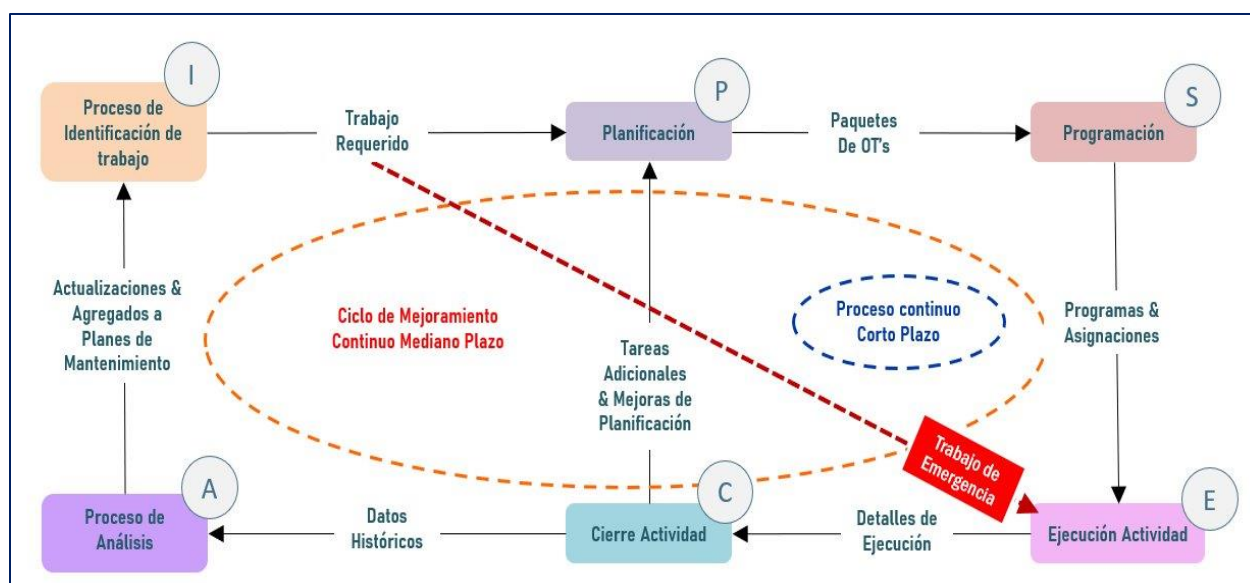 I
Proceso de
Identificación de
trabajo
Trabajo
Requerido
P
Planificación
Paquetes
De OT's
S
Programación
Actualizaciones &
Agregados a
Planes de
Mantenimiento
Ciclo de Mejoramiento
Continuo Mediano Plazo
Tareas
Adicionales
& Mejoras de
Planificación
Proceso continuo
Corto Plazo
Programas &
Asignaciones
Trabajo de
Emergencia
A
Proceso de
Análisis
Datos
Históricos
C
Cierre Actividad
Detalles de
Ejecución
E
Ejecución Actividad